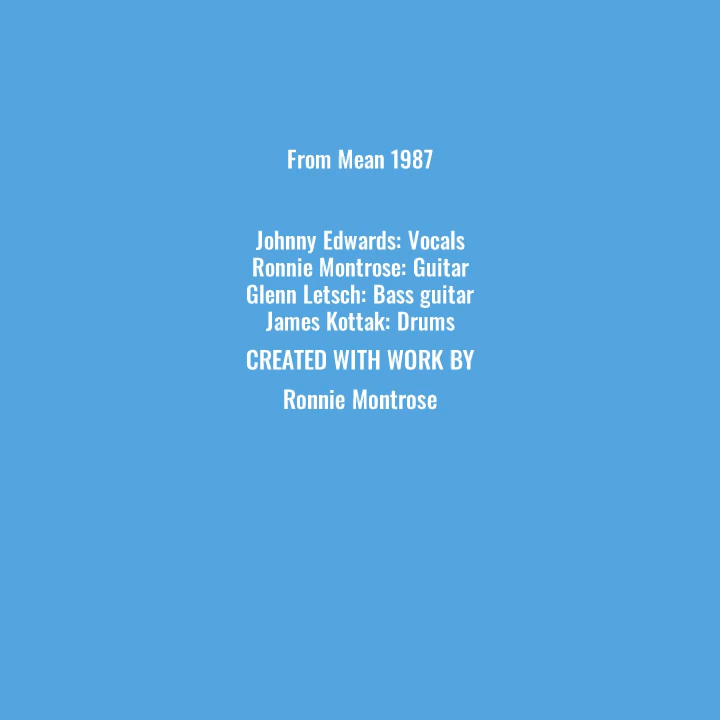 From Mean 1987
Johnny Edwards: Vocals
Ronnie Montrose: Guitar
Glenn Letsch: Bass guitar
James Kottak: Drums
CREATED WITH WORK BY
Ronnie Montrose